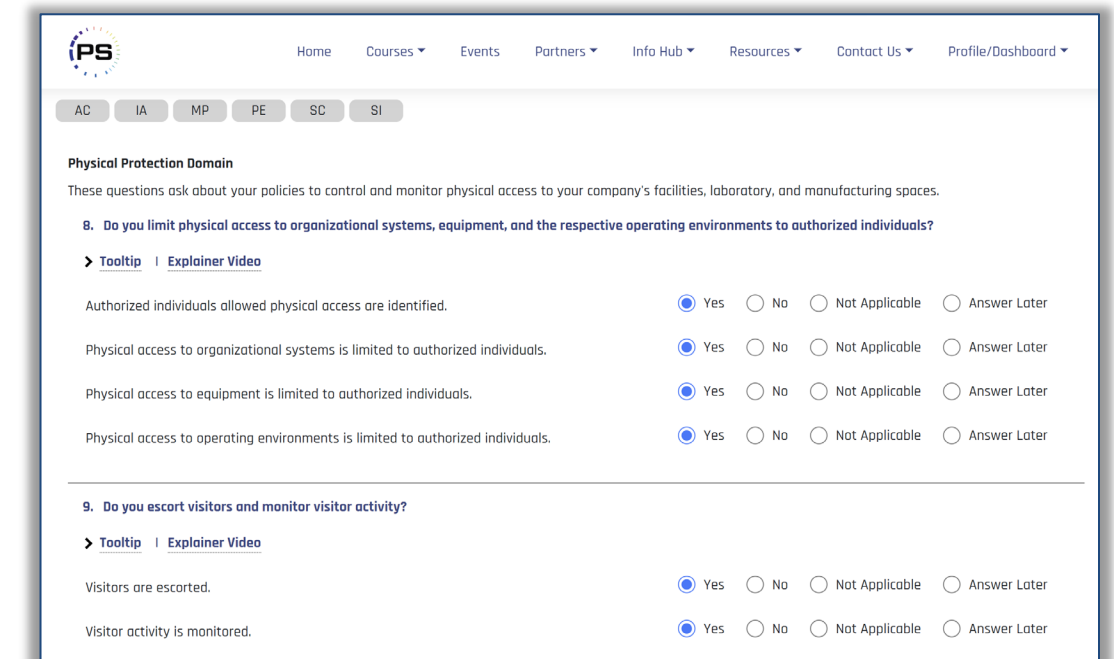 PS
Home Courses Events Partners Info Hub Resources Contact Us Profile/Dashboard
AC IA MP PE SC SI
Physical Protection Domain
These questions ask about your policies to control and monitor physical access to your company's facilities, laboratory, and manufacturing spaces.
8. Do you limit physical access to organizational systems, equipment, and the respective operating environments to authorized individuals?
Tooltip | Explainer Video
Authorized individuals allowed physical access are identified. Yes No Not Applicable Answer Later
Physical access to organizational systems is limited to authorized individuals. Yes No Not Applicable Answer Later
Physical access to equipment is limited to authorized individuals. Yes No Not Applicable Answer Later
Physical access to operating environments is limited to authorized individuals. Yes No Not Applicable Answer Later
9. Do you escort visitors and monitor visitor activity?
Tooltip | Explainer Video
Visitors are escorted. Yes No Not Applicable Answer Later
Visitor activity is monitored. Yes No Not Applicable Answer Later